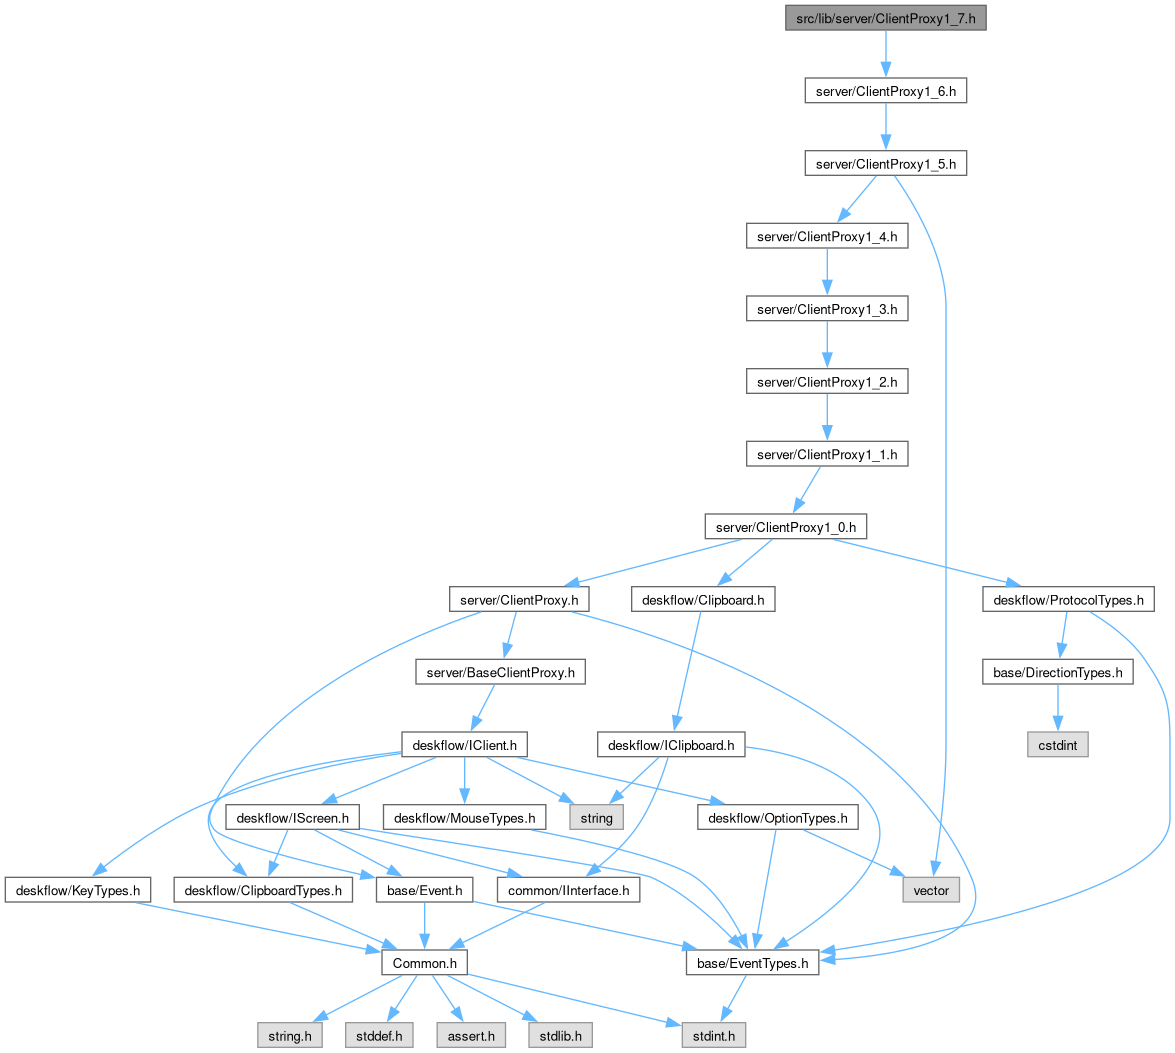 src/lib/server/ClientProxy1_7.h
server/ClientProxy1_6.h
server/ClientProxy1_5.h
server/ClientProxy1_4.h
server/ClientProxy1_3.h
server/ClientProxy1_2.h
server/ClientProxy1_1.h
server/ClientProxy1_0.h
server/ClientProxy.h
deskflow/Clipboard.h
deskflow/ProtocolTypes.h
server/BaseClientProxy.h
base/DirectionTypes.h
deskflow/IClient.h
deskflow/IClipboard.h
cstdint
deskflow/IScreen.h
deskflow/MouseTypes.h
string
deskflow/OptionTypes.h
deskflow/KeyTypes.h
deskflow/ClipboardTypes.h
base/Event.h
common/IInterface.h
vector
Common.h
base/EventTypes.h
string.h
stddef.h
assert.h
stdlib.h
stdint.h